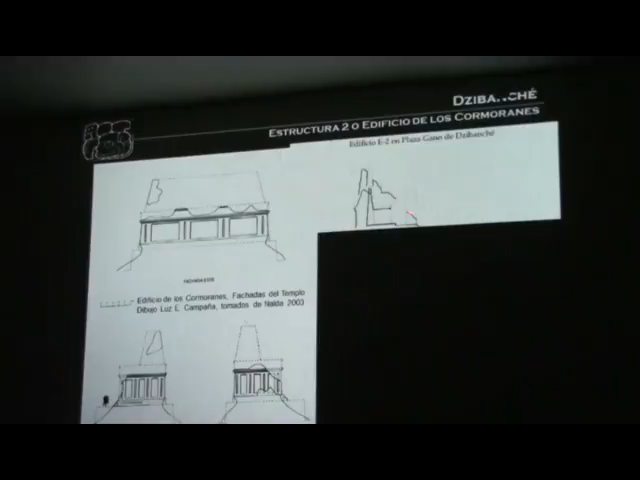 DZIBANCHÉ
ESTRUCTURA 2 O EDIFICIO DE LOS CORMORANES
Edificio E-2 en Plaza Gann de Dzibanché
Edificio de los Cormoranes, Fachadas del Templo
Dibujo Luz E. Campaña, tomados de Nalda 2003